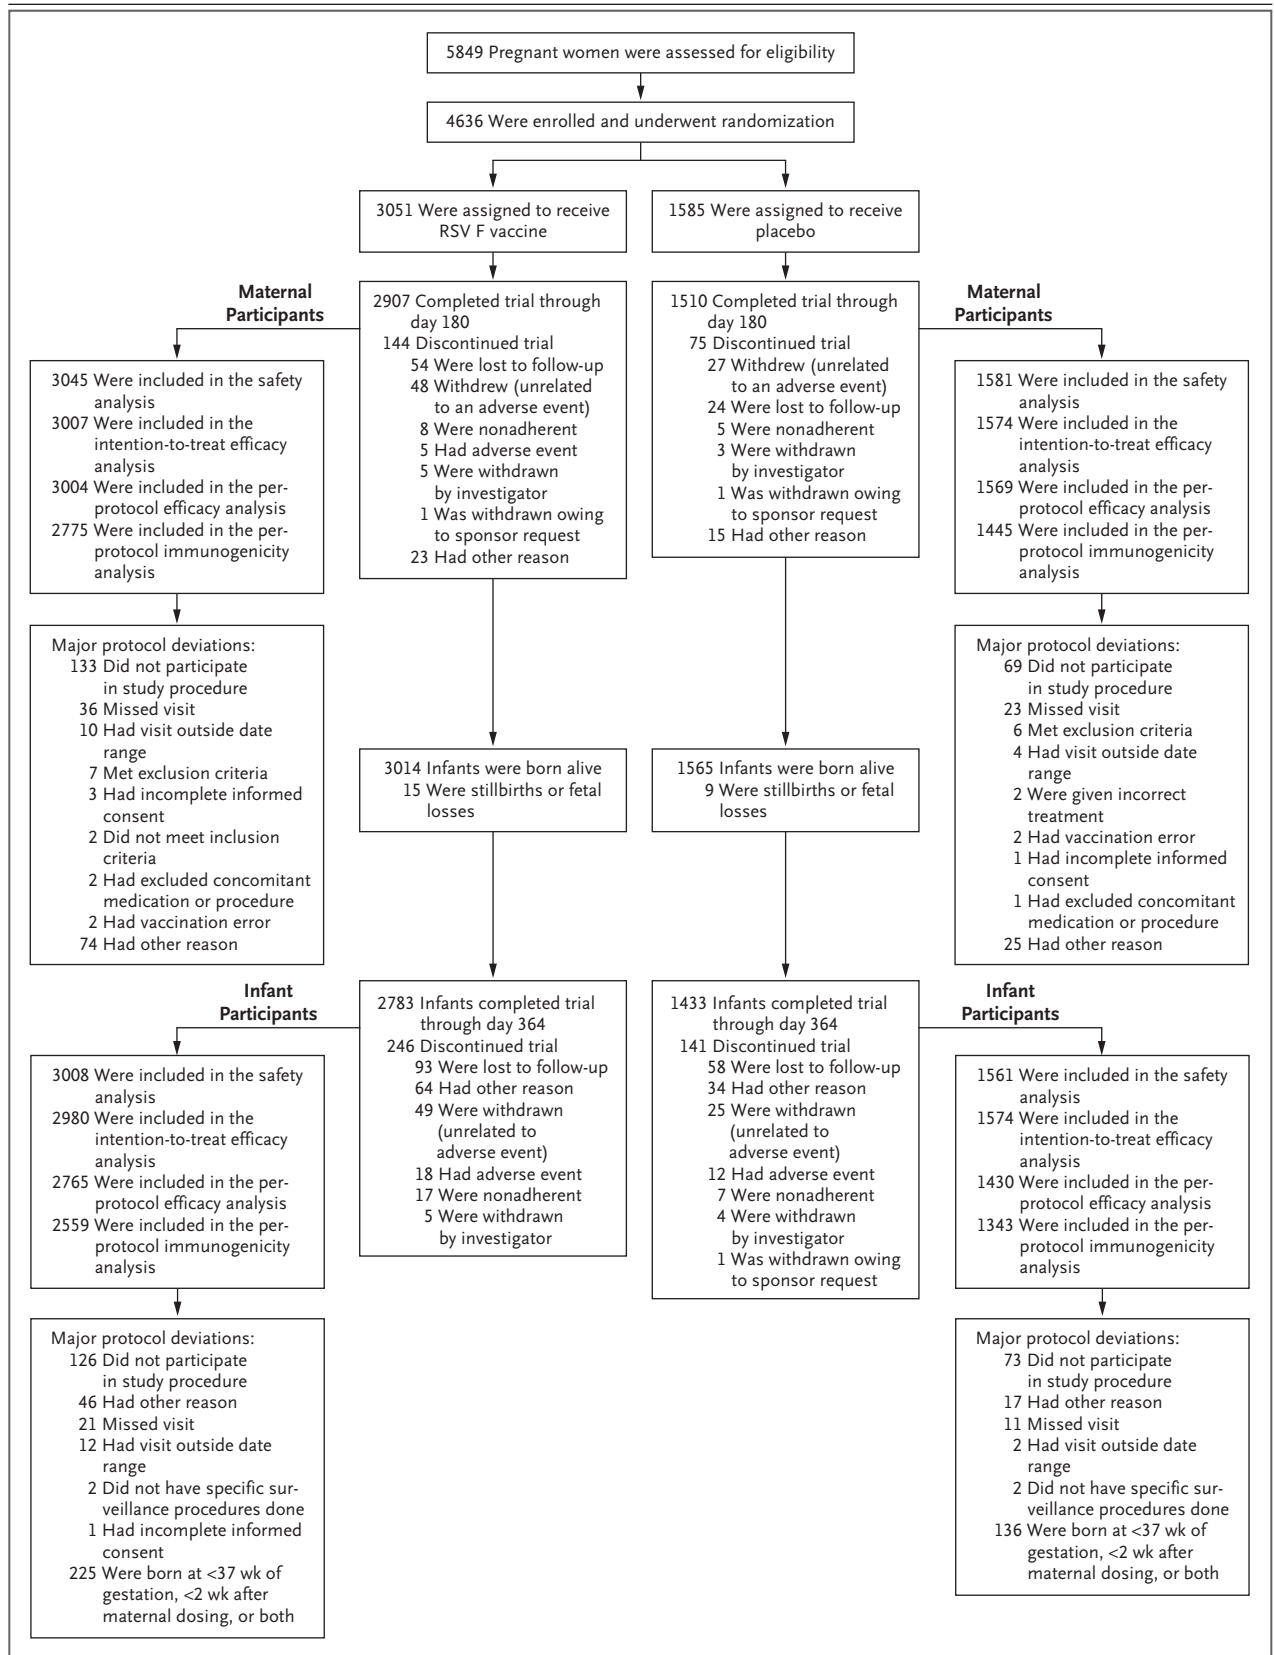 5849 Pregnant women were assessed for eligibility
4636 Were enrolled and underwent randomization
3051 Were assigned to receive
RSV F vaccine
1585 Were assigned to receive
placebo
Maternal
Participants
2907 Completed trial through
day 180
144 Discontinued trial
54 Were lost to follow-up
48 Withdrew (unrelated
to an adverse event)
8 Were nonadherent
5 Had adverse event
5 Were withdrawn
by investigator
1 Was withdrawn owing
to sponsor request
23 Had other reason
1510 Completed trial through
day 180
75 Discontinued trial
27 Withdrew (unrelated
to an adverse event)
24 Were lost to follow-up
5 Were nonadherent
3 Were withdrawn
by investigator
1 Was withdrawn owing
to sponsor request
15 Had other reason
Maternal
Participants
3045 Were included in the safety
analysis
3007 Were included in the
intention-to-treat efficacy
analysis
3004 Were included in the per-
protocol efficacy analysis
2775 Were included in the per-
protocol immunogenicity
analysis
1581 Were included in the safety
analysis
1574 Were included in the
intention-to-treat efficacy
analysis
1569 Were included in the per-
protocol efficacy analysis
1445 Were included in the per-
protocol immunogenicity
analysis
Major protocol deviations:
133 Did not participate
in study procedure
36 Missed visit
10 Had visit outside date
range
7 Met exclusion criteria
3 Had incomplete informed
consent
2 Did not meet inclusion
criteria
2 Had excluded concomitant
medication or procedure
2 Had vaccination error
74 Had other reason
3014 Infants were born alive
15 Were stillbirths or fetal
losses
1565 Infants were born alive
9 Were stillbirths or fetal
losses
Major protocol deviations:
69 Did not participate
in study procedure
23 Missed visit
6 Met exclusion criteria
4 Had visit outside date
range
2 Were given incorrect
treatment
2 Had vaccination error
1 Had incomplete informed
consent
1 Had excluded concomitant
medication or procedure
25 Had other reason
Infant
Participants
2783 Infants completed trial
through day 364
246 Discontinued trial
93 Were lost to follow-up
64 Had other reason
49 Were withdrawn
(unrelated to
adverse event)
18 Had adverse event
17 Were nonadherent
5 Were withdrawn
by investigator
1433 Infants completed trial
through day 364
141 Discontinued trial
58 Were lost to follow-up
34 Had other reason
25 Were withdrawn
(unrelated to
adverse event)
12 Had adverse event
7 Were nonadherent
4 Were withdrawn
by investigator
1 Was withdrawn owing
to sponsor request
Infant
Participants
3008 Were included in the safety
analysis
2980 Were included in the
intention-to-treat efficacy
analysis
2765 Were included in the per-
protocol efficacy analysis
2559 Were included in the per-
protocol immunogenicity
analysis
1561 Were included in the safety
analysis
1574 Were included in the
intention-to-treat efficacy
analysis
1430 Were included in the per-
protocol efficacy analysis
1343 Were included in the per-
protocol immunogenicity
analysis
Major protocol deviations:
126 Did not participate
in study procedure
46 Had other reason
21 Missed visit
12 Had visit outside date
range
2 Did not have specific sur-
veillance procedures done
1 Had incomplete informed
consent
225 Were born at <37 wk of
gestation, <2 wk after
maternal dosing, or both
Major protocol deviations:
73 Did not participate
in study procedure
17 Had other reason
11 Missed visit
2 Had visit outside date
range
2 Did not have specific sur-
veillance procedures done
136 Were born at <37 wk of
gestation, <2 wk after
maternal dosing, or both